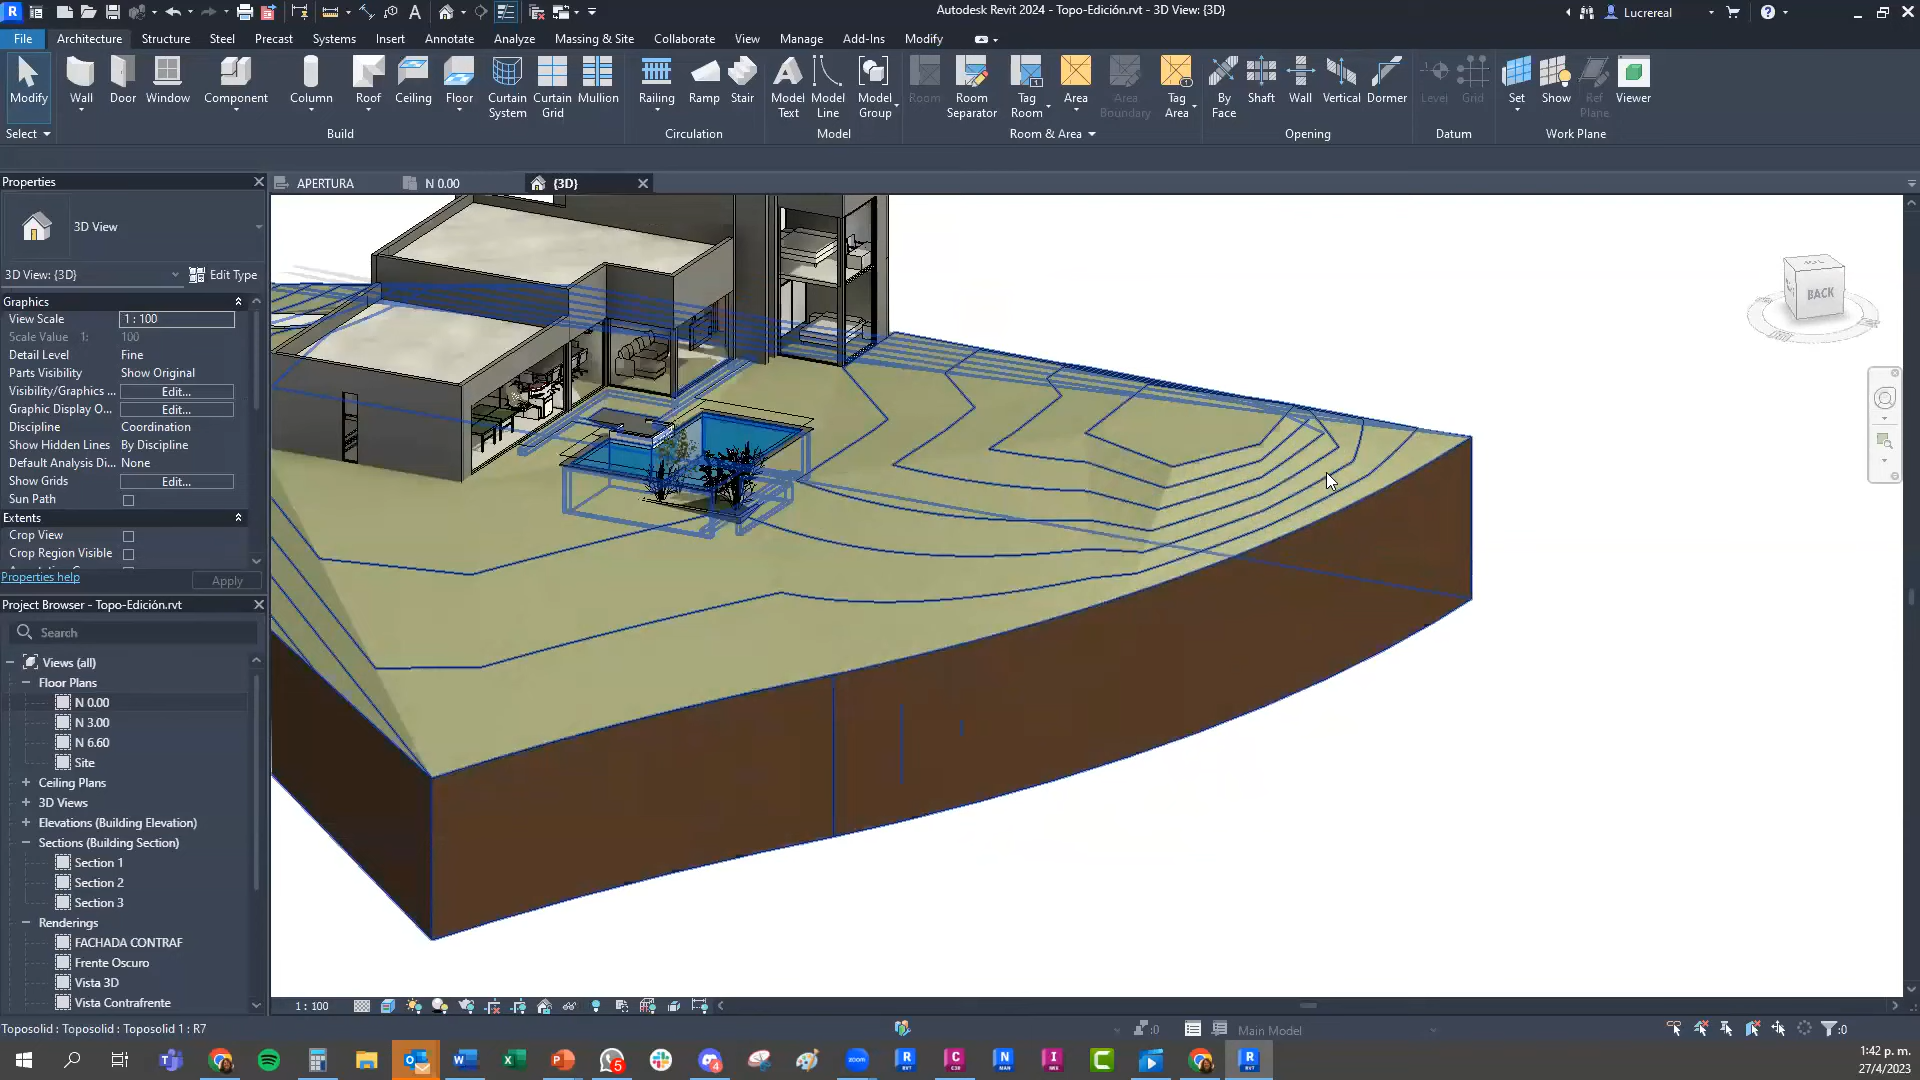 Autodesk Revit 2024 - Topo-Edición.rvt - 3D View: {3D}
Lucrereal
File Architecture Structure Steel Precast Systems Insert Annotate Analyze Massing & Site Collaborate View Manage Add-Ins Modify
Modify Wall Door Window Component Column Roof Ceiling Floor Curtain System Curtain Grid Mullion Railing Ramp Stair Model Text Model Line Model Group Room Room Separator Tag Room Area Area Boundary Tag Area By Face Shaft Wall Vertical Dormer Level Grid Set Show Ref Plane Viewer
Select Build Circulation Model Room & Area Opening Datum Work Plane
Properties
APERTURA N 0.00 {3D}
3D View
3D View: {3D} Edit Type
Graphics
View Scale 1 : 100
Scale Value 1: 100
Detail Level Fine
Parts Visibility Show Original
Visibility/Graphics ... Edit...
Graphic Display O... Edit...
Discipline Coordination
Show Hidden Lines By Discipline
Default Analysis Di... None
Show Grids Edit...
Sun Path
Extents
Crop View
Crop Region Visible
Properties help Apply
Project Browser - Topo-Edición.rvt
Search
Views (all)
Floor Plans
N 0.00
N 3.00
N 6.60
Site
Ceiling Plans
3D Views
Elevations (Building Elevation)
Sections (Building Section)
Section 1
Section 2
Section 3
Renderings
FACHADA CONTRAF
Frente Oscuro
Vista 3D
Vista Contrafrente
BACK
1 : 100
Toposolid : Toposolid : Toposolid 1 : R7
:0
Main Model
:0
5
4
1:42 p. m.
27/4/2023